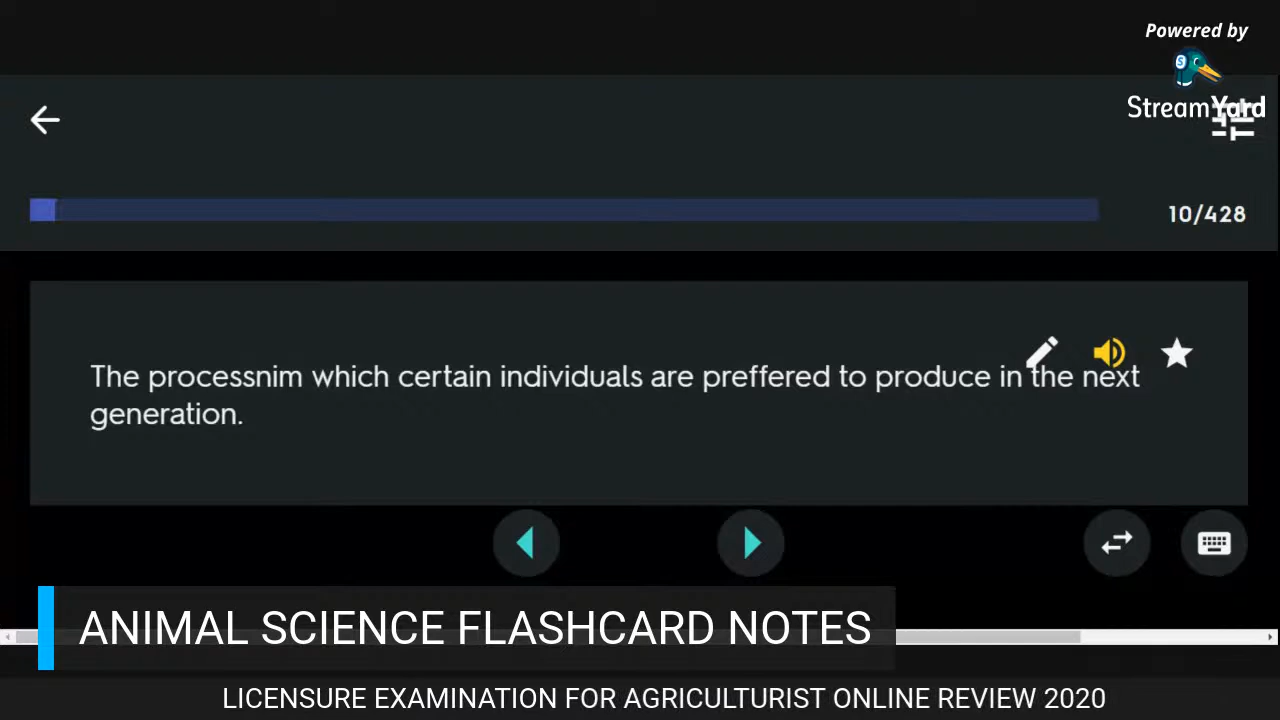 Powered by
StreamYard
10/428
The processnim which certain individuals are preffered to produce in the next
generation.
ANIMAL SCIENCE FLASHCARD NOTES
LICENSURE EXAMINATION FOR AGRICULTURIST ONLINE REVIEW 2020